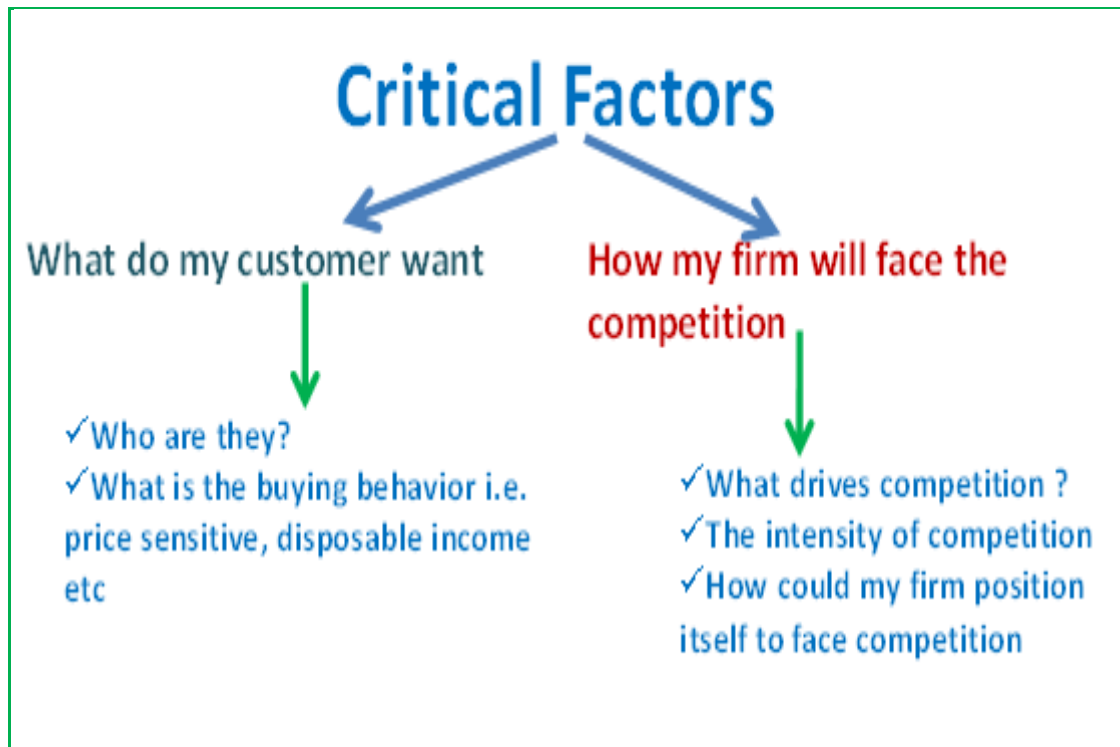 Critical Factors
What do my customer want
How my firm will face the
competition
✓Who are they?
✓What is the buying behavior i.e.
price sensitive, disposable income
etc
✓What drives competition ?
✓The intensity of competition
✓How could my firm position
itself to face competition